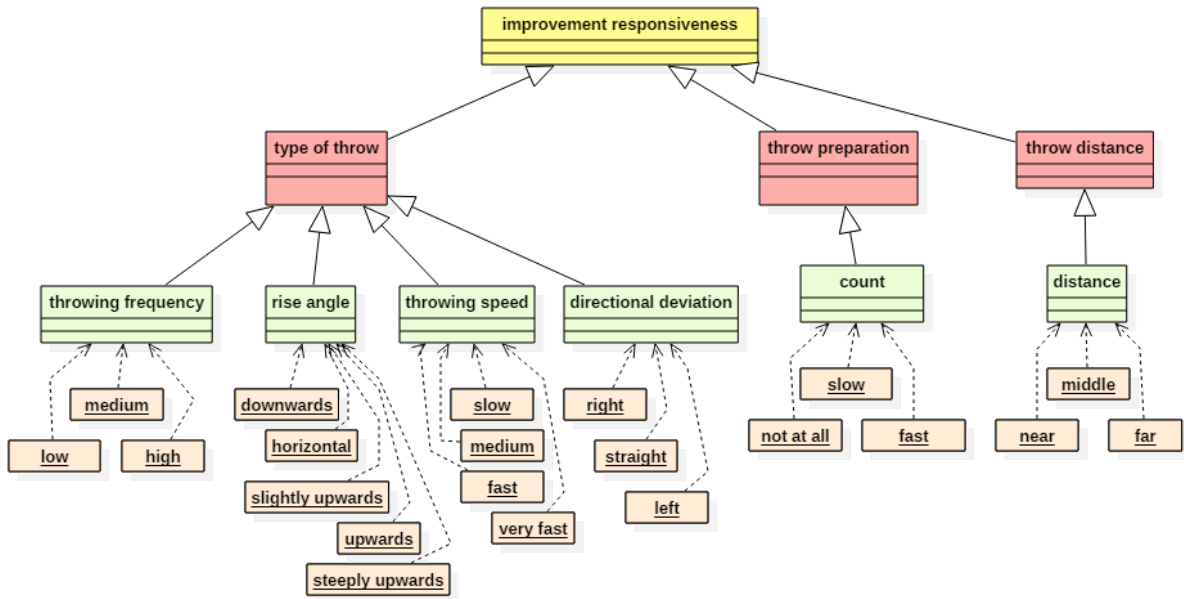 improvement responsiveness
type of throw
throw preparation
throw distance
throwing frequency
rise angle
throwing speed
directional deviation
count
distance
low
medium
high
downwards
horizontal
slightly upwards
upwards
steeply upwards
slow
medium
fast
very fast
right
straight
left
not at all
slow
fast
near
middle
far